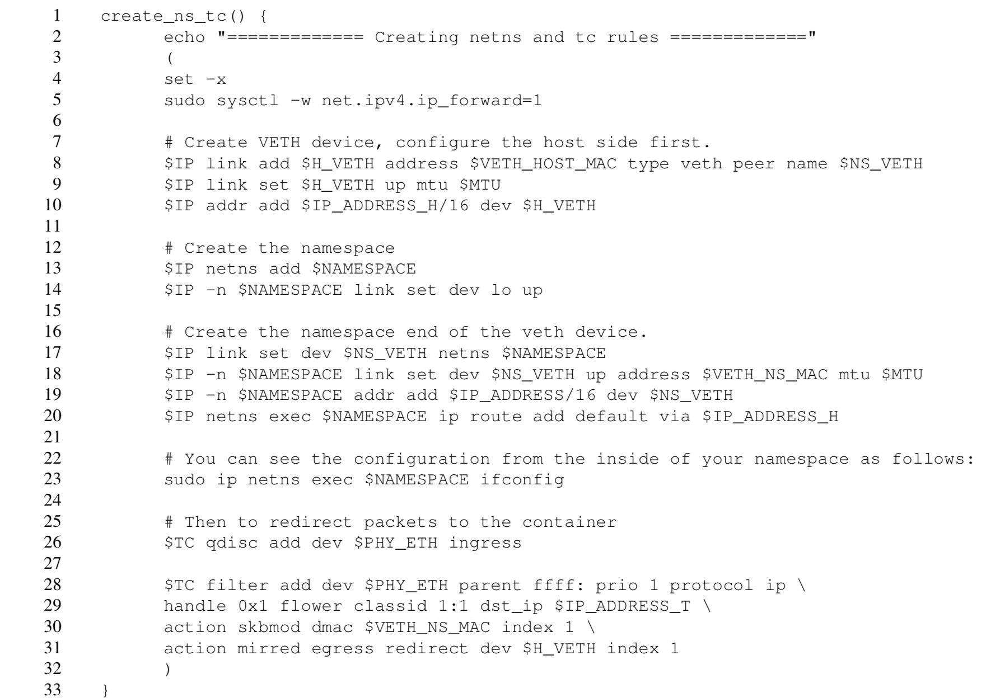 1 create_ns_tc() {
2 echo "============= Creating netns and tc rules ============="
3 (
4 set -x
5 sudo sysctl -w net.ipv4.ip_forward=1
6
7 # Create VETH device, configure the host side first.
8 $IP link add $H_VETH address $VETH_HOST_MAC type veth peer name $NS_VETH
9 $IP link set $H_VETH up mtu $MTU
10 $IP addr add $IP_ADDRESS_H/16 dev $H_VETH
11
12 # Create the namespace
13 $IP netns add $NAMESPACE
14 $IP -n $NAMESPACE link set dev lo up
15
16 # Create the namespace end of the veth device.
17 $IP link set dev $NS_VETH netns $NAMESPACE
18 $IP -n $NAMESPACE link set dev $NS_VETH up address $VETH_NS_MAC mtu $MTU
19 $IP -n $NAMESPACE addr add $IP_ADDRESS/16 dev $NS_VETH
20 $IP netns exec $NAMESPACE ip route add default via $IP_ADDRESS_H
21
22 # You can see the configuration from the inside of your namespace as follows:
23 sudo ip netns exec $NAMESPACE ifconfig
24
25 # Then to redirect packets to the container
26 $TC qdisc add dev $PHY_ETH ingress
27
28 $TC filter add dev $PHY_ETH parent ffff: prio 1 protocol ip \
29 handle 0x1 flower classid 1:1 dst_ip $IP_ADDRESS_T \
30 action skbmod dmac $VETH_NS_MAC index 1 \
31 action mirred egress redirect dev $H_VETH index 1
32 )
33 }